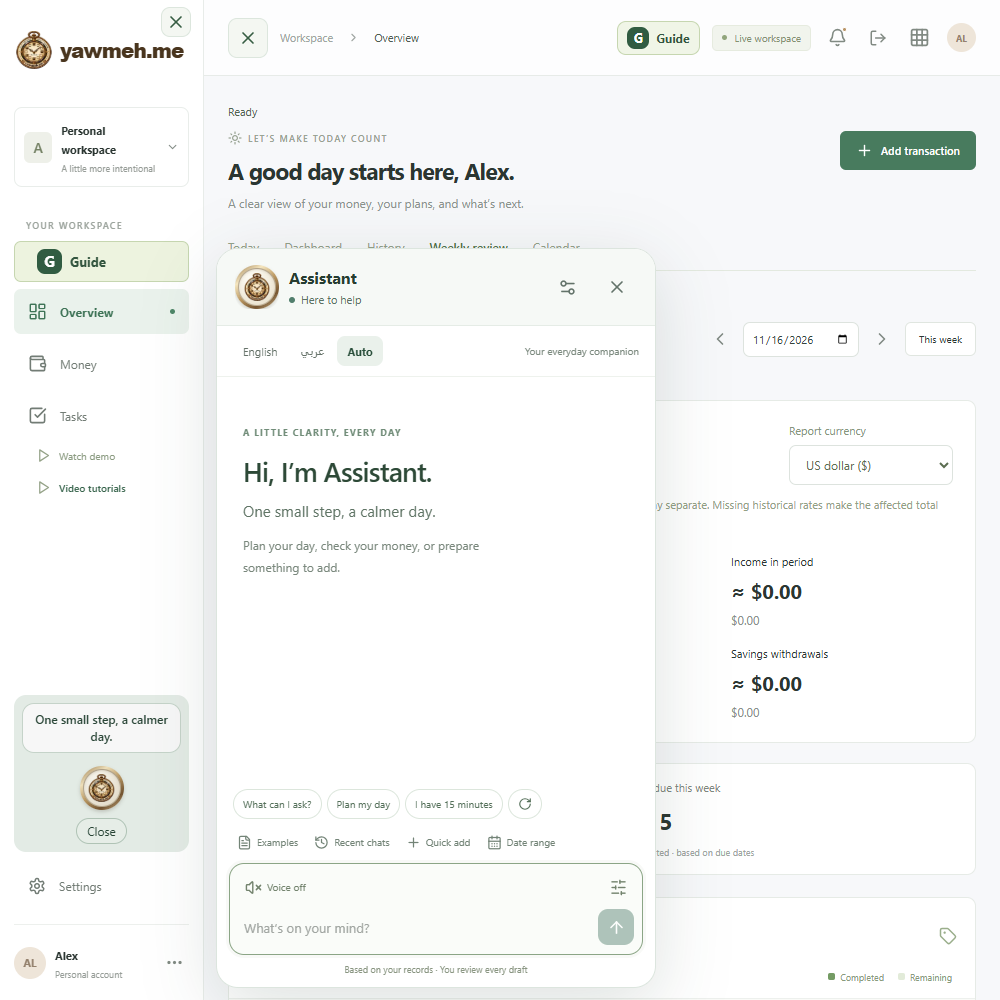 yawmeh.me
A
Personal workspace
A little more intentional
YOUR WORKSPACE
G Guide
Overview
Money
Tasks
Watch demo
Video tutorials
One small step, a calmer
day.
Close
Settings
AL
Alex
Personal account
Workspace
Overview
G Guide
Live workspace
AL
Ready
LET'S MAKE TODAY COUNT
A good day starts here, Alex.
A clear view of your money, your plans, and what's next.
Add transaction
Today Dashboard History Weekly review Calendar
11/16/2026
This week
Report currency
US dollar ($)
separate. Missing historical rates make the affected total
Income in period
≈ $0.00
$0.00
Savings withdrawals
≈ $0.00
$0.00
due this week
5
based on due dates
Completed
Remaining
Assistant
Here to help
English
عربي
Auto
Your everyday companion
A LITTLE CLARITY, EVERY DAY
Hi, I'm Assistant.
One small step, a calmer day.
Plan your day, check your money, or prepare
something to add.
What can I ask?
Plan my day
I have 15 minutes
Examples
Recent chats
Quick add
Date range
Voice off
What's on your mind?
Based on your records · You review every draft